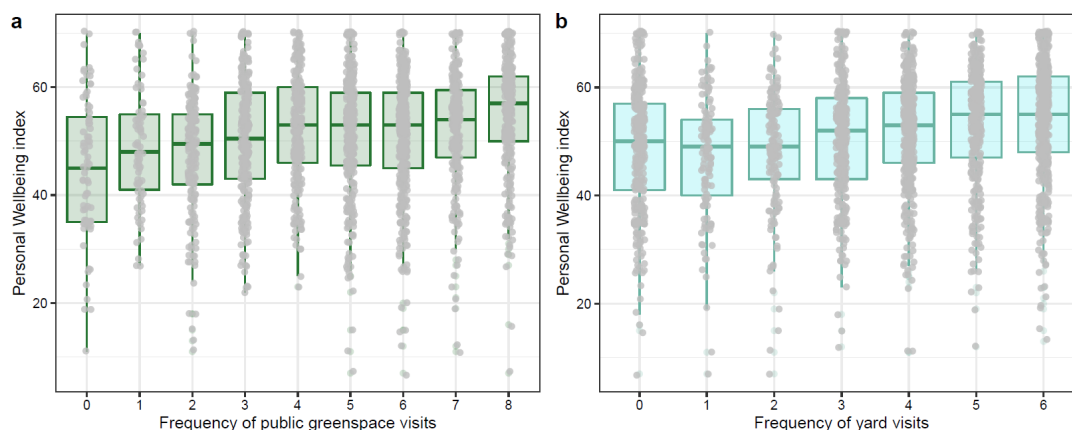 a
Personal Wellbeing index
60
40
20
0 1 2 3 4 5 6 7 8
Frequency of public greenspace visits
b
Personal Wellbeing index
60
40
20
0 1 2 3 4 5 6
Frequency of yard visits